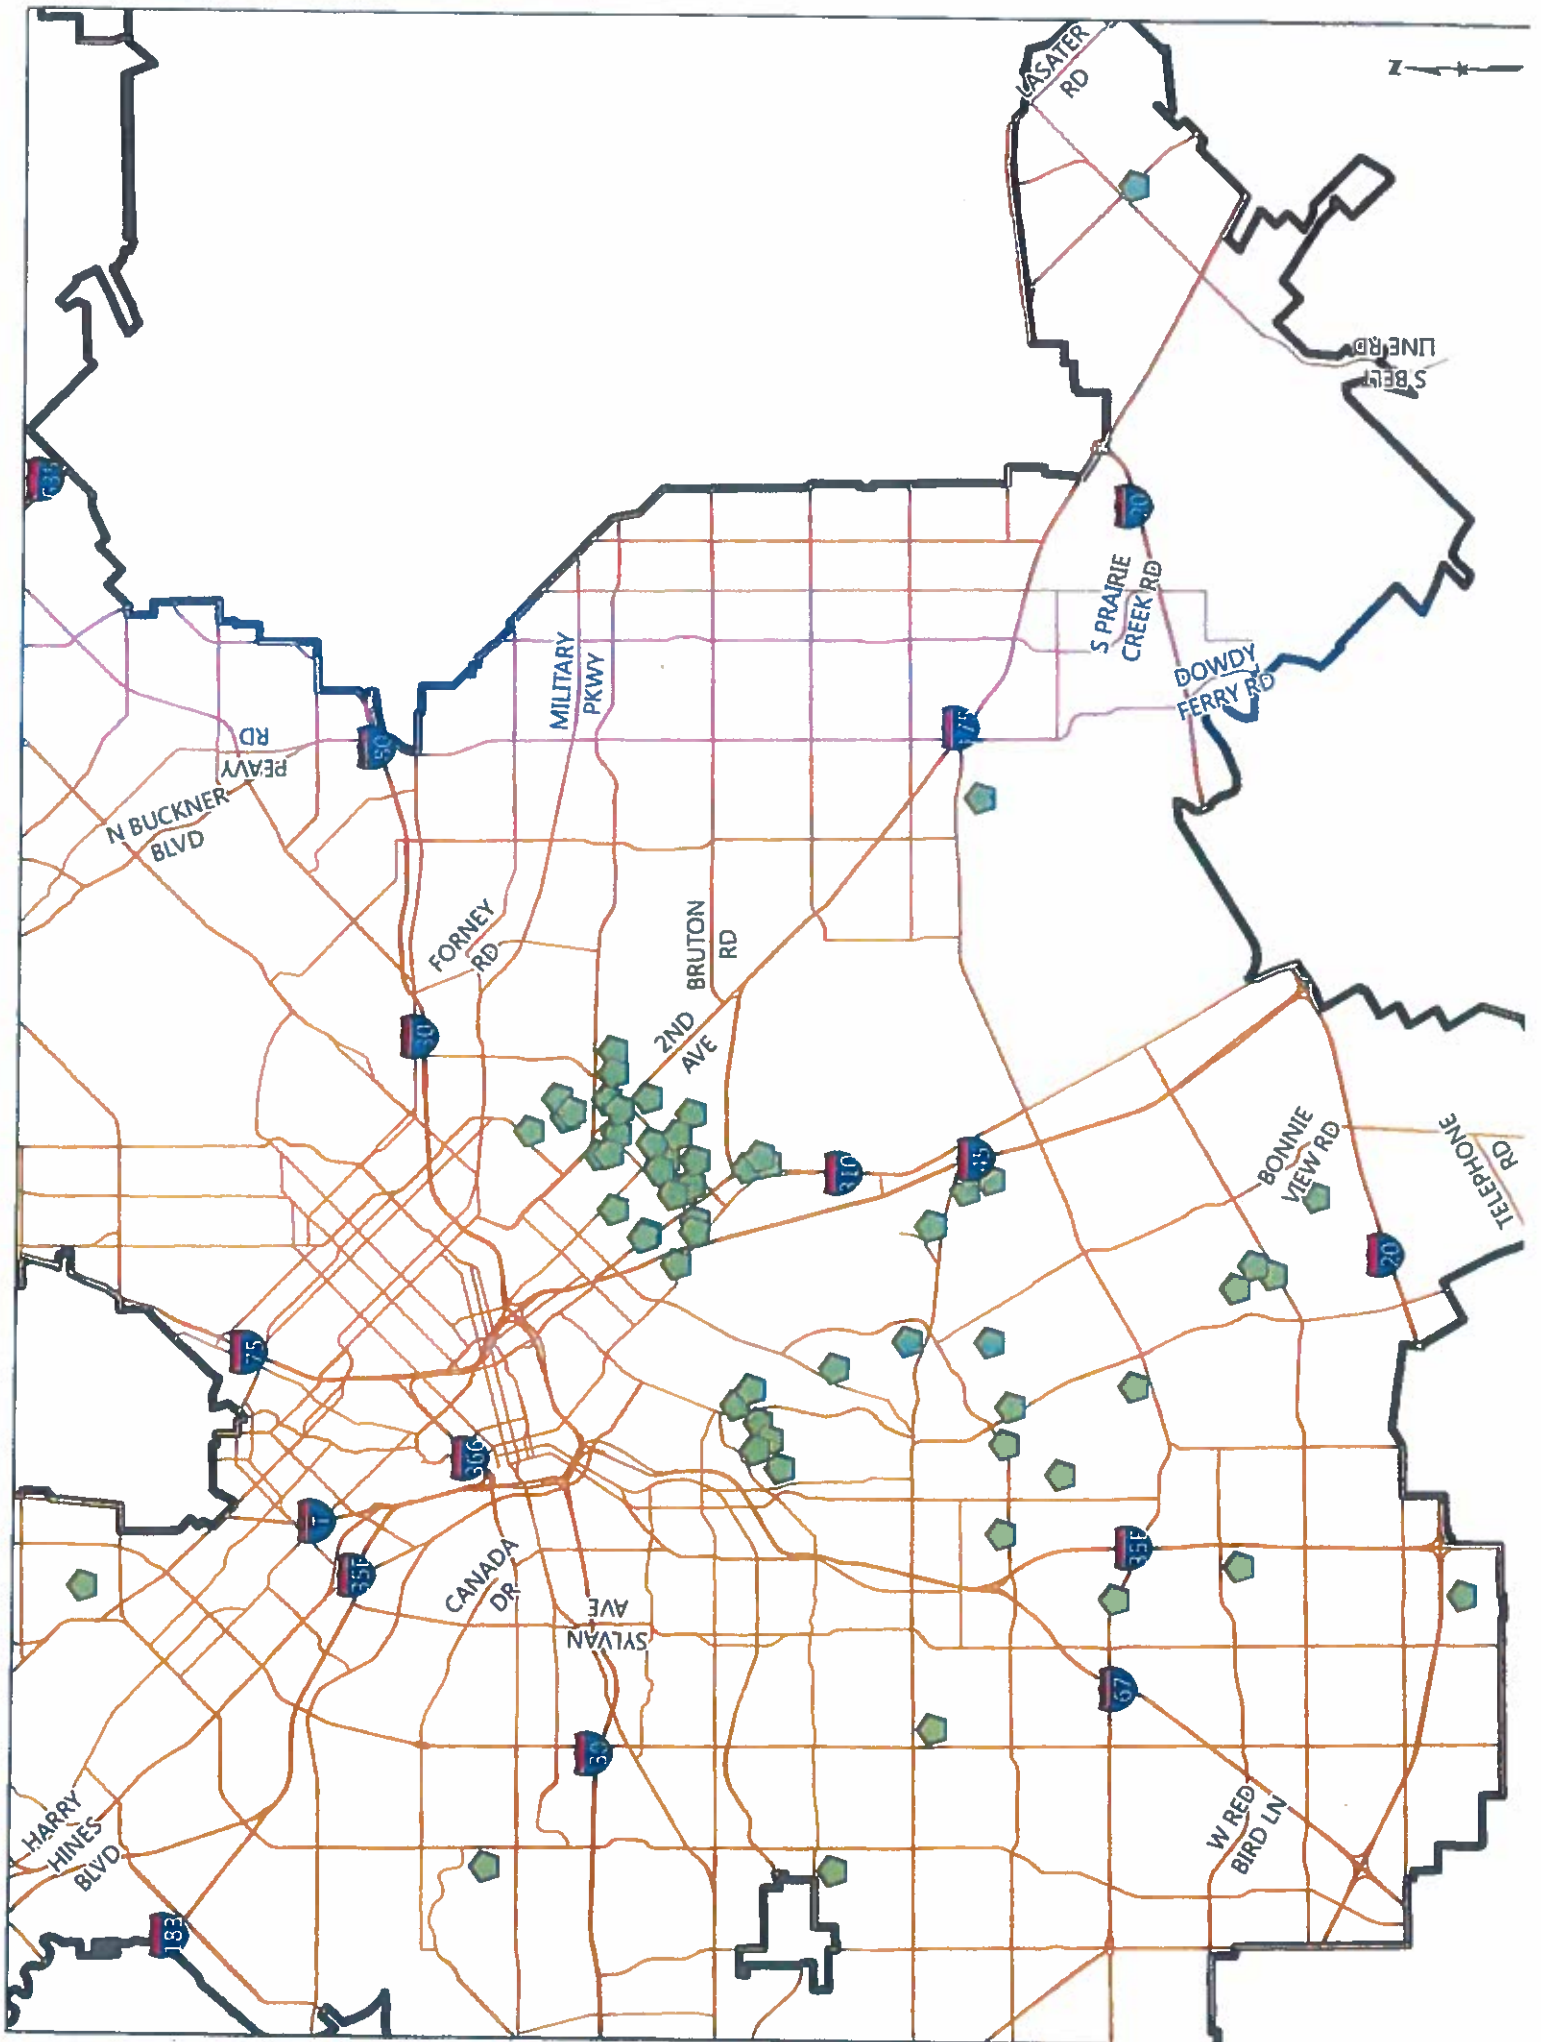 LASATER
RD
Z
S BELT
LINE RD
635
20
S PRAIRIE
CREEK RD
DOWDY
FERRY RD
MILITARY
PKWY
PEAVY
RD
30
175
N BUCKNER
BLVD
FORNEY
RD
BRUTON
RD
2ND
AVE
30
310
45
BONNIE
VIEW RD
TELEPHONE
RD
20
75
366
35E
CANADA
DR
SYLVAN
AVE
35E
67
30
HARRY
HINES
BLVD
W RED
BIRD LN
183